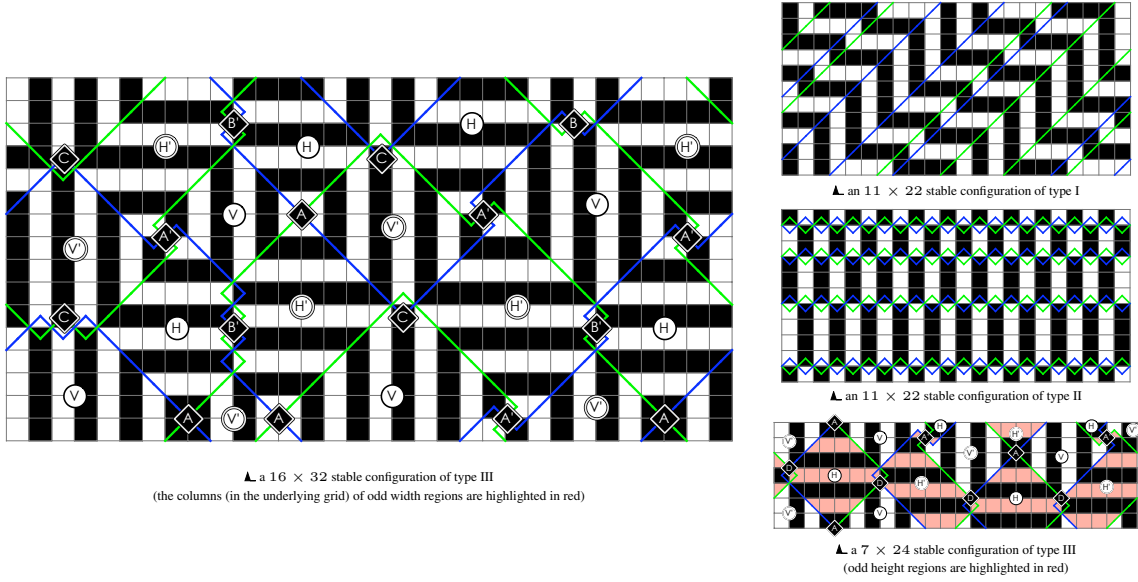 B' H B
H' H H'
C C
V A A' V
V' A' V' A'
H' H'
C C
H B' B' H
V V V'
A V' A A' A
◣ a 16 × 32 stable configuration of type III
(the columns (in the underlying grid) of odd width regions are highlighted in red)
◣ an 11 × 22 stable configuration of type I
◣ an 11 × 22 stable configuration of type II
A H H' H V'
V' V A' A'
V' A V
D H D H' H'
D H D
V' V
A
◣ a 7 × 24 stable configuration of type III
(odd height regions are highlighted in red)